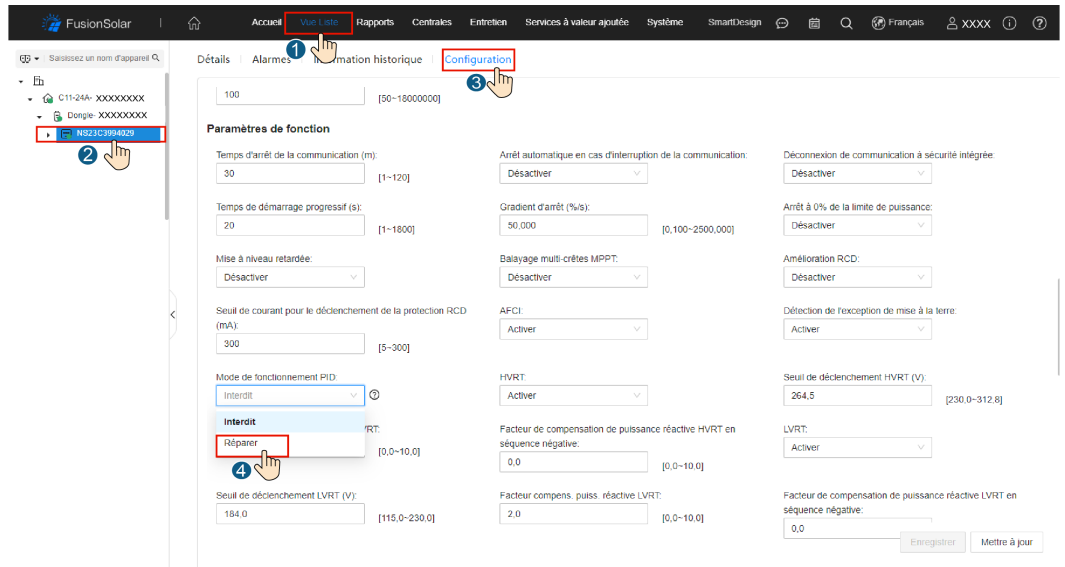 FusionSolar
Accueil Vue Liste Rapports Centrales Entretien Services à valeur ajoutée Système SmartDesign Français XXXX
1
Saisissez un nom d'appareil
Détails Alarmes Information historique Configuration
3
C11-24A- XXXXXXXX
Dongle- XXXXXXXX
NS23C3994029
2
100 [50~18000000]
Paramètres de fonction
Temps d'arrêt de la communication (m): Arrêt automatique en cas d'interruption de la communication: Déconnexion de communication à sécurité intégrée:
30 [1~120] Désactiver Désactiver
Temps de démarrage progressif (s): Gradient d'arrêt (%/s): Arrêt à 0% de la limite de puissance:
20 [1~1800] 50,000 [0,100~2500,000] Désactiver
Mise à niveau retardée: Balayage multi-crêtes MPPT: Amélioration RCD:
Désactiver Désactiver Désactiver
Seuil de courant pour le déclenchement de la protection RCD AFCI: Détection de l'exception de mise à la terre:
(mA):
300 [5~300] Activer Activer
Mode de fonctionnement PID: HVRT: Seuil de déclenchement HVRT (V):
Interdit Activer 264,5 [230,0~312,8]
Interdit
Réparer
4
VRT: Facteur de compensation de puissance réactive HVRT en LVRT:
séquence négative:
[0,0~10,0] 0,0 [0,0~10,0] Activer
Seuil de déclenchement LVRT (V): Facteur compens. puiss. réactive LVRT: Facteur de compensation de puissance réactive LVRT en
séquence négative:
184,0 [115,0~230,0] 2,0 [0,0~10,0] 0,0
Enregistrer Mettre à jour